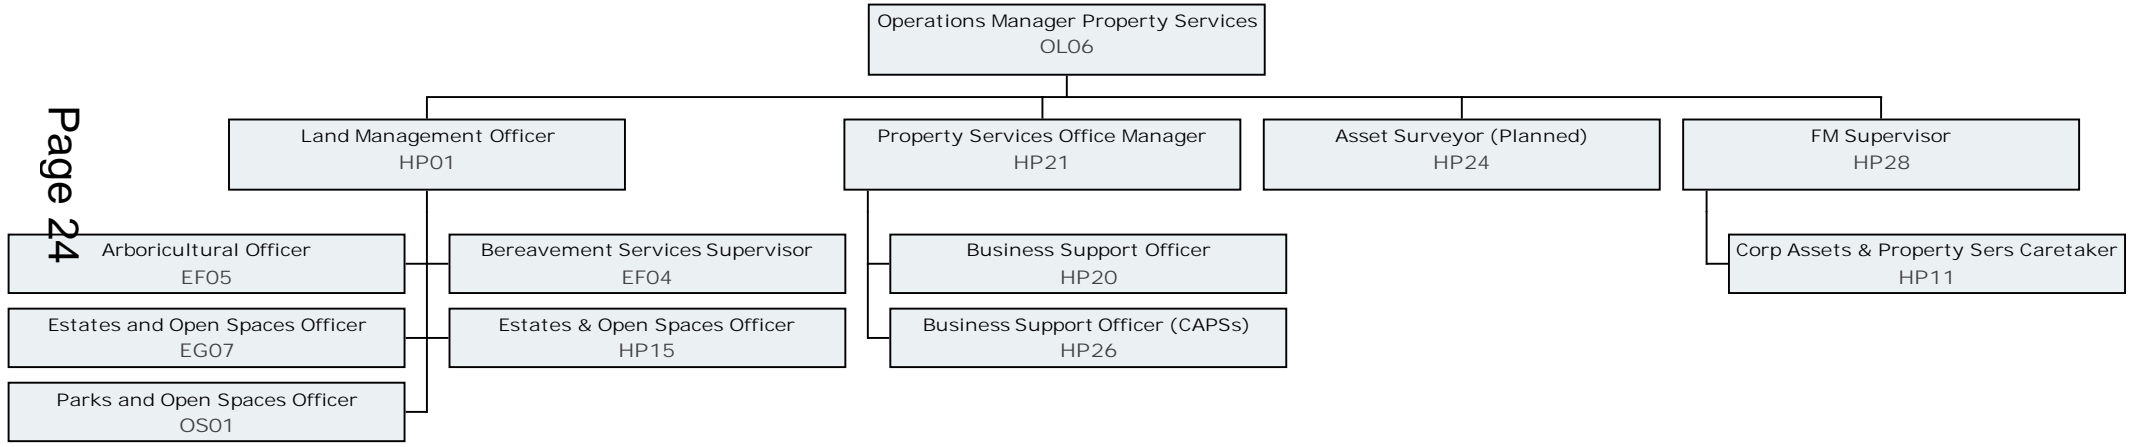 Operations Manager Property Services
OL06
Page 24
Land Management Officer
HP01
Property Services Office Manager
HP21
Asset Surveyor (Planned)
HP24
FM Supervisor
HP28
Arboricultural Officer
EF05
Bereavement Services Supervisor
EF04
Business Support Officer
HP20
Corp Assets & Property Sers Caretaker
HP11
Estates and Open Spaces Officer
EG07
Estates & Open Spaces Officer
HP15
Business Support Officer (CAPSs)
HP26
Parks and Open Spaces Officer
OS01